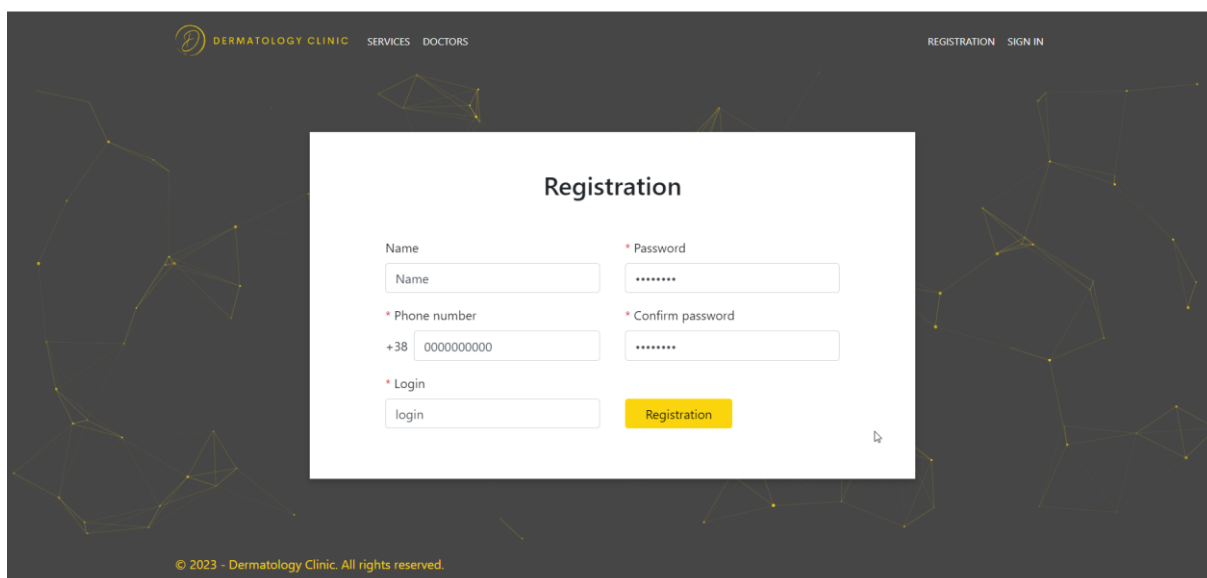 DERMATOLOGY CLINIC SERVICES DOCTORS REGISTRATION SIGN IN
Registration
Name
Name
* Phone number
+38 0000000000
* Login
login
* Password
••••••••
* Confirm password
••••••••
Registration
© 2023 - Dermatology Clinic. All rights reserved.